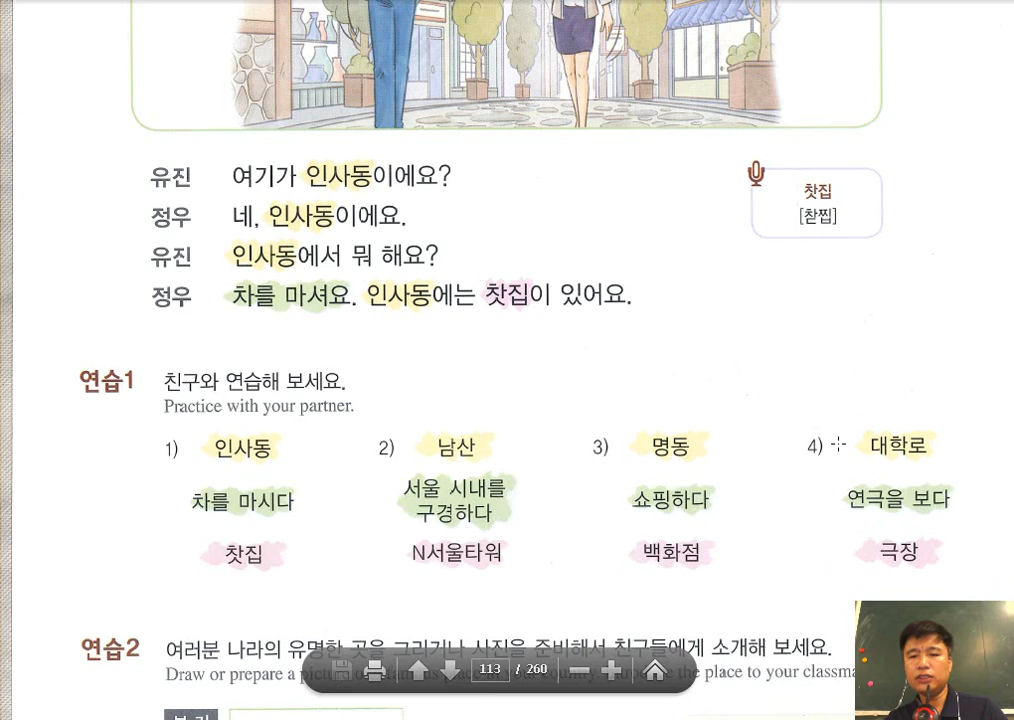 유진 여기가 인사동이에요?
정우 네, 인사동이에요.
유진 인사동에서 뭐 해요?
정우 차를 마셔요. 인사동에는 찻집이 있어요.
찻집
[찯찝]
연습1 친구와 연습해 보세요.
Practice with your partner.
1) 인사동
차를 마시다
찻집
2) 남산
서울 시내를
구경하다
N서울타워
3) 명동
쇼핑하다
백화점
4) 대학로
연극을 보다
극장
연습2 여러분 나라의 유명한 곳을 그리거나 사진을 준비해서 친구들에게 소개해 보세요.
Draw or prepare a the place to your classma
113 / 260